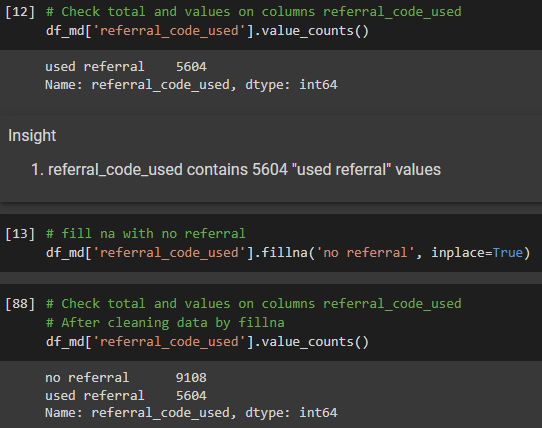 [12] # Check total and values on columns referral_code_used
df_md['referral_code_used'].value_counts()
used referral    5604
Name: referral_code_used, dtype: int64
Insight
1. referral_code_used contains 5604 "used referral" values
[13] # fill na with no referral
df_md['referral_code_used'].fillna('no referral', inplace=True)
[88] # Check total and values on columns referral_code_used
# After cleaning data by fillna
df_md['referral_code_used'].value_counts()
no referral      9108
used referral    5604
Name: referral_code_used, dtype: int64